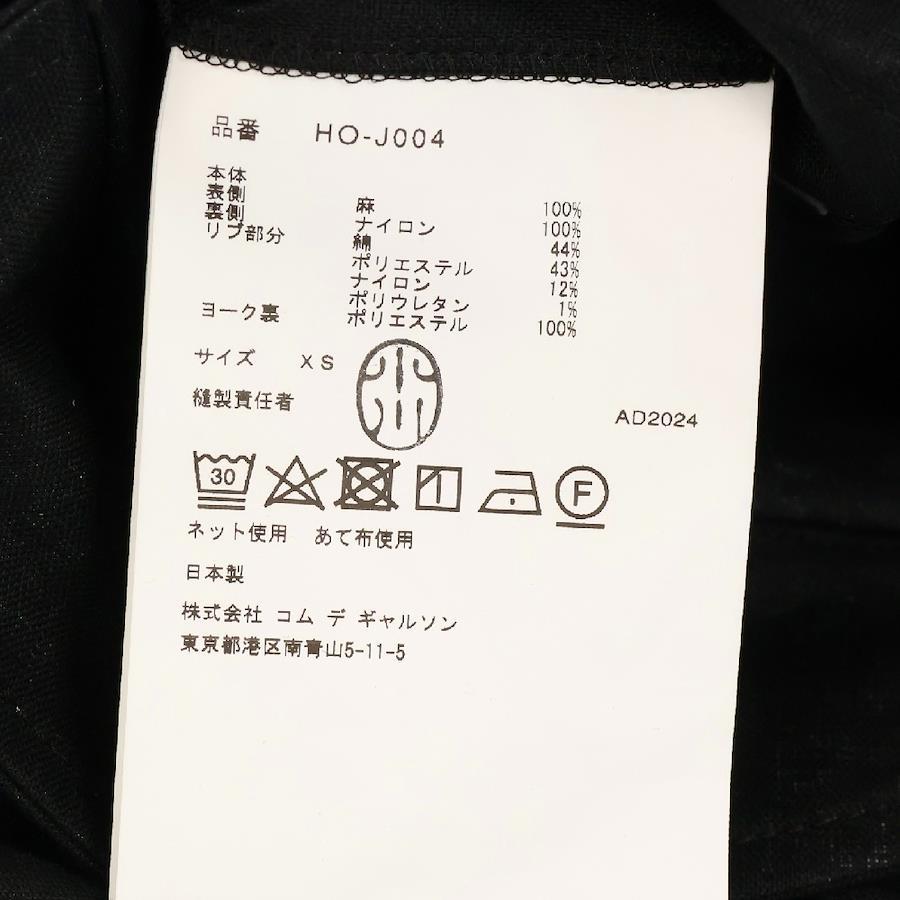 品番 HO-J004
本体
表側 麻 100%
裏側 ナイロン 100%
リブ部分 綿 44%
ポリエステル 43%
ナイロン 12%
ポリウレタン 1%
ヨーク裏 ポリエステル 100%
サイズ XS
縫製責任者
AD2024
30
F
ネット使用 あて布使用
日本製
株式会社 コム デ ギャルソン
東京都港区南青山5-11-5